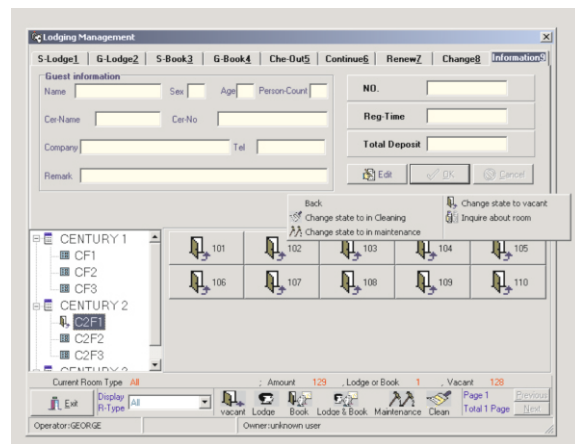 Lodging Management
S-Lodge1 G-Lodge2 S-Book3 G-Book4 Che-Out5 Continue6 Renew7 Change8 Information9
Guest information
Name Sex Age Person-Count NO.
Cer-Name Cer-No Reg-Time
Company Tel Total Deposit
Remark Edit OK Cancel
Back Change state to vacant
Change state to in Cleaning Inquire about room
Change state to in maintenance
CENTURY 1
CF1
CF2
CF3
CENTURY 2
C2F1
C2F2
C2F3
101 102 103 104 105
106 107 108 109 110
Current Room Type All ; Amount 129 , Lodge or Book 1 , Vacant 128
Exit Display R-Type All
vacant Lodge Book Lodge & Book Maintenance Clean
Page 1 Previous
Total 1 Page Next
Operator:GEORGE Owner:unknown user